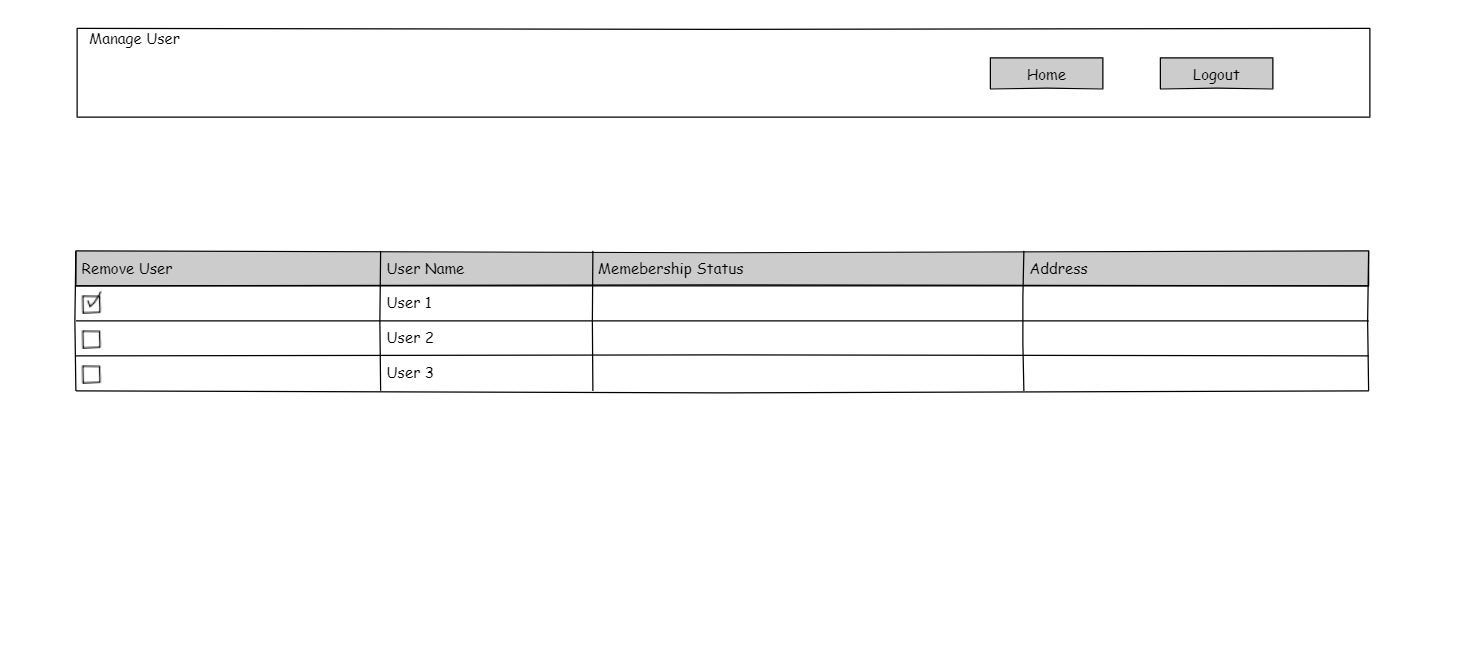 Manage User
Home Logout
Remove User User Name Memebership Status Address
User 1
User 2
User 3